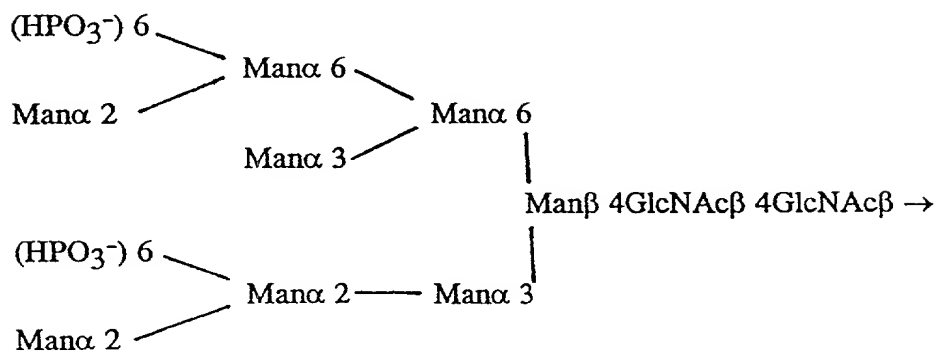 (HPO₃⁻) 6
Manα 6
Manα 2
Manα 6
Manα 3
Manβ 4GlcNAcβ 4GlcNAcβ →
(HPO₃⁻) 6
Manα 2 Manα 3
Manα 2